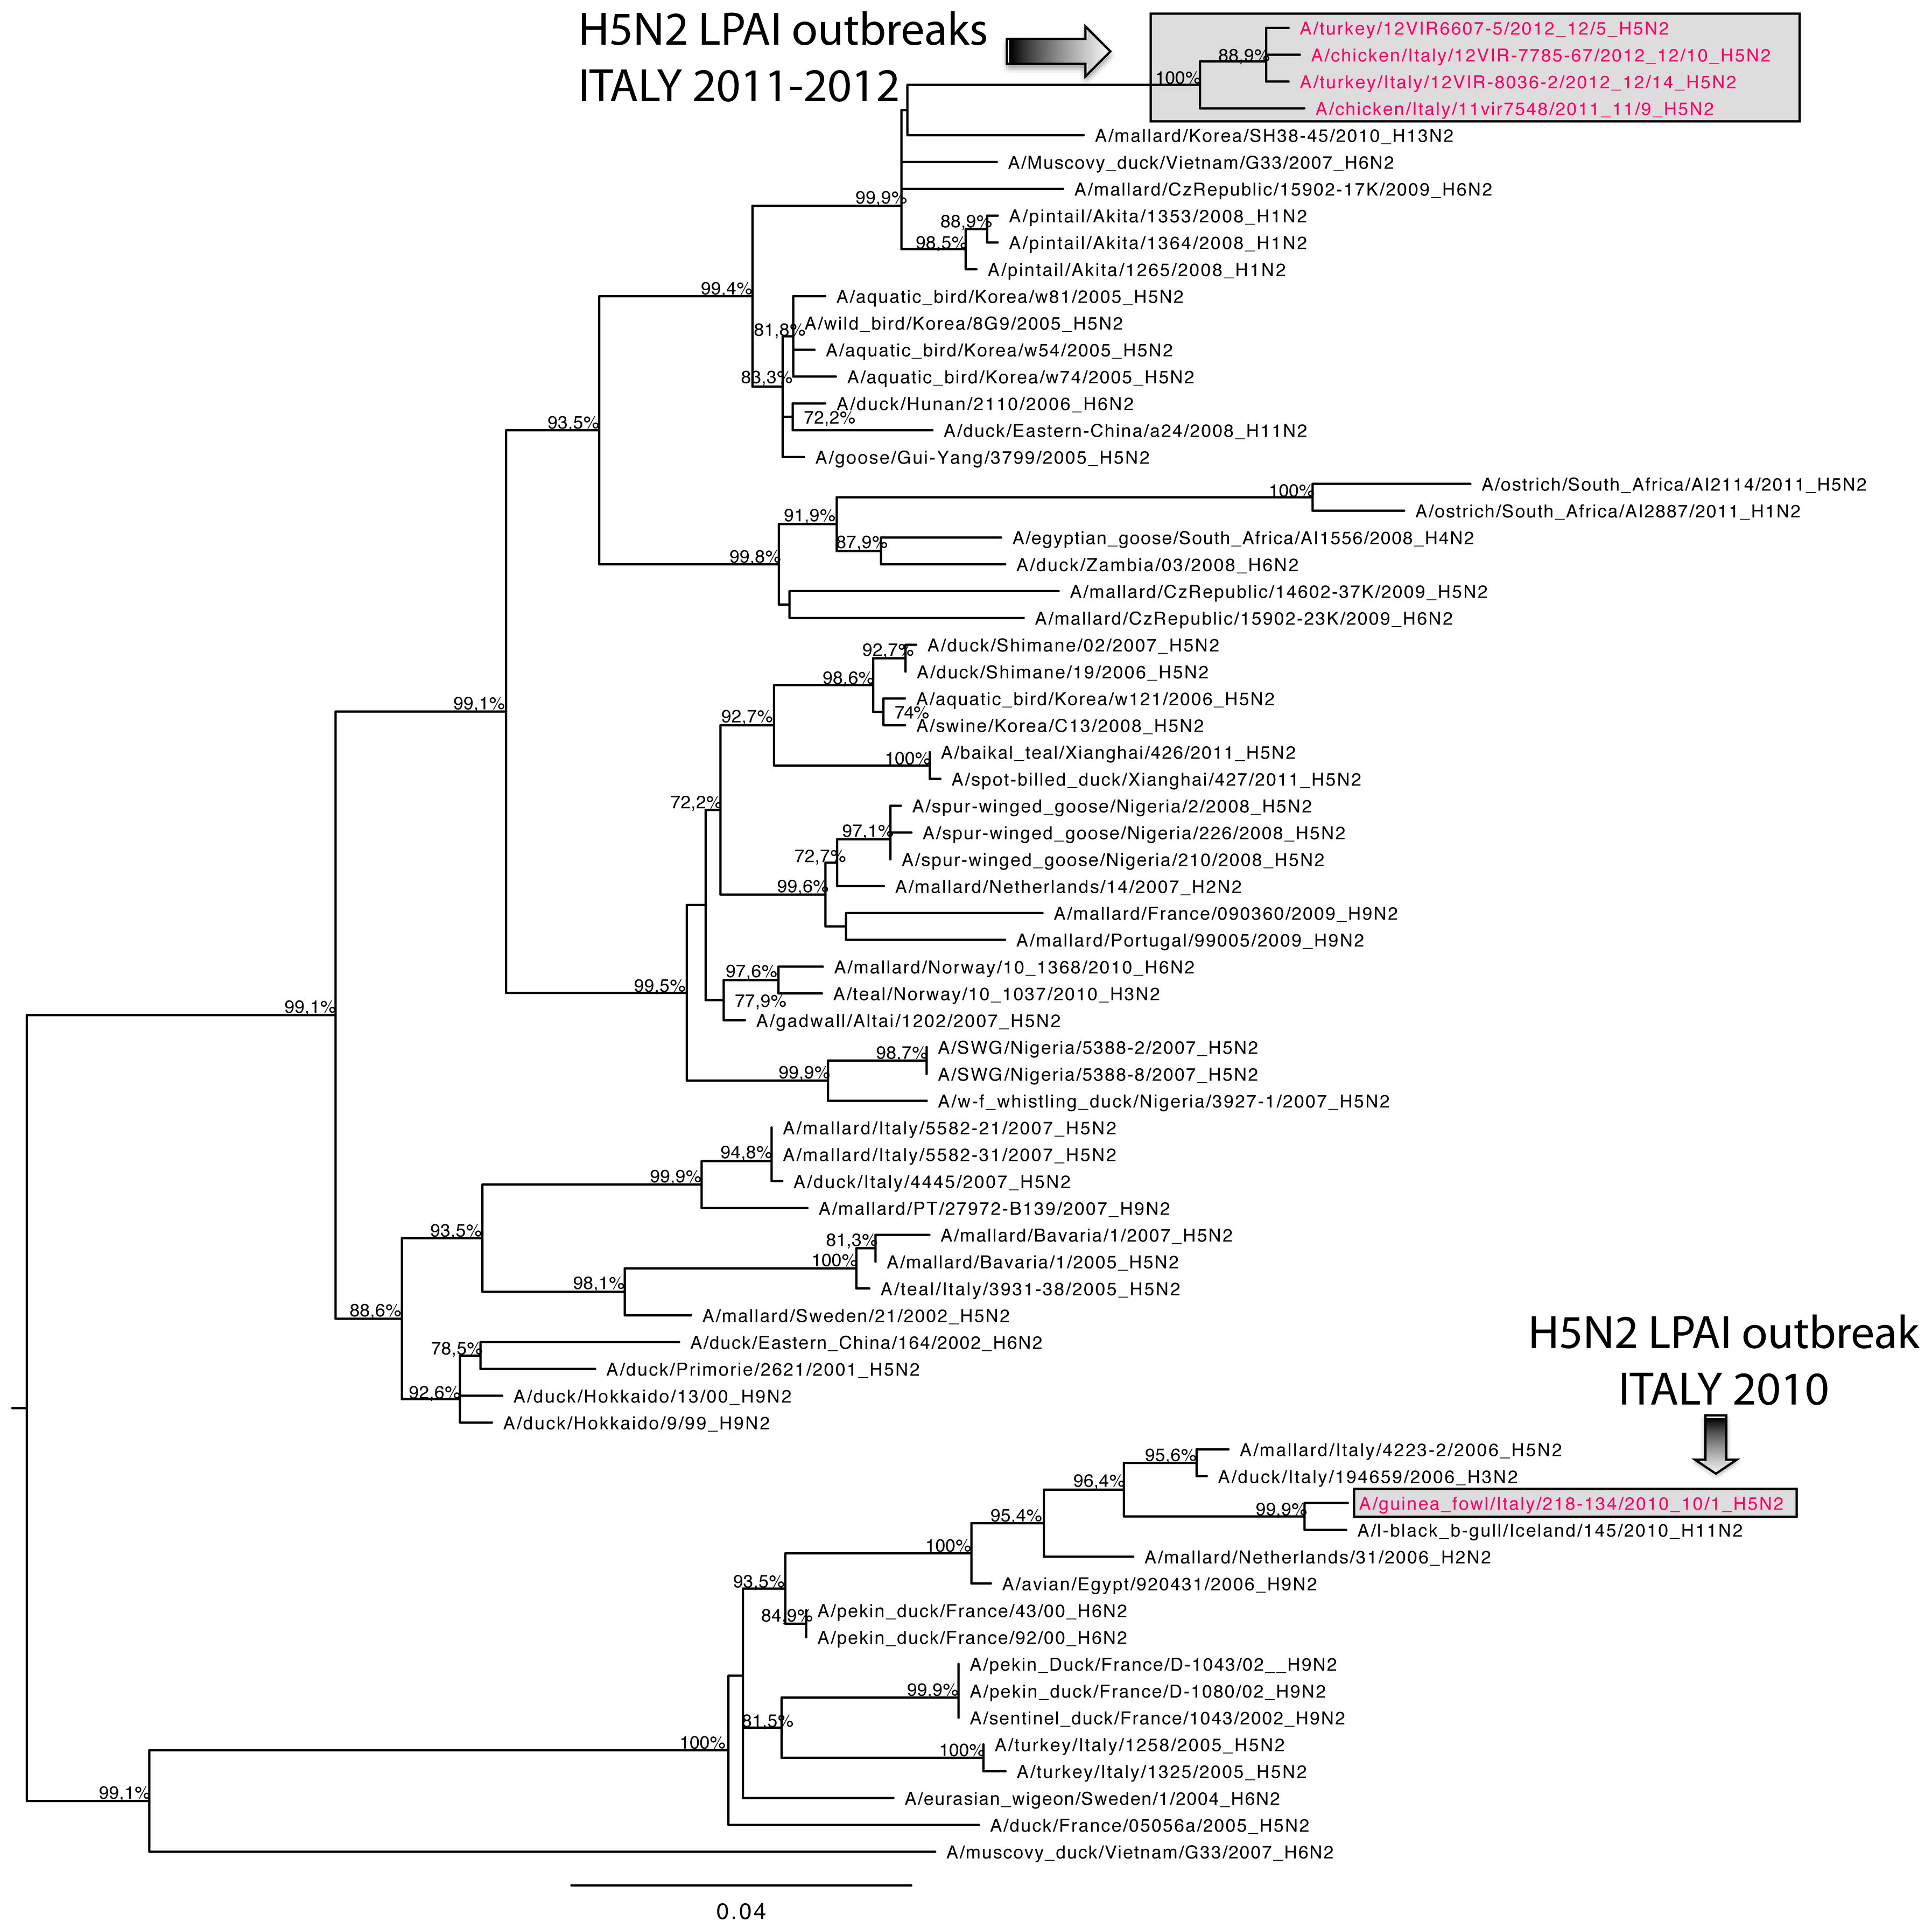 H5N2 LPAI outbreaks
ITALY 2011-2012
A/turkey/12VIR6607-5/2012_12/5_H5N2
88,9%
A/chicken/Italy/12VIR-7785-67/2012_12/10_H5N2
100%
A/turkey/Italy/12VIR-8036-2/2012_12/14_H5N2
A/chicken/Italy/11vir7548/2011_11/9_H5N2
A/mallard/Korea/SH38-45/2010_H13N2
A/Muscovy_duck/Vietnam/G33/2007_H6N2
A/mallard/CzRepublic/15902-17K/2009_H6N2
99,9%
A/pintail/Akita/1353/2008_H1N2
88,9%
A/pintail/Akita/1364/2008_H1N2
98,5%
A/pintail/Akita/1265/2008_H1N2
99,4%
A/aquatic_bird/Korea/w81/2005_H5N2
81,8%
A/wild_bird/Korea/8G9/2005_H5N2
A/aquatic_bird/Korea/w54/2005_H5N2
83,3%
A/aquatic_bird/Korea/w74/2005_H5N2
A/duck/Hunan/2110/2006_H6N2
72,2%
93,5%
A/duck/Eastern-China/a24/2008_H11N2
A/goose/Gui-Yang/3799/2005_H5N2
100%
A/ostrich/South_Africa/AI2114/2011_H5N2
A/ostrich/South_Africa/AI2887/2011_H1N2
91,9%
87,9%
A/egyptian_goose/South_Africa/AI1556/2008_H4N2
99,8%
A/duck/Zambia/03/2008_H6N2
A/mallard/CzRepublic/14602-37K/2009_H5N2
A/mallard/CzRepublic/15902-23K/2009_H6N2
92,7%
A/duck/Shimane/02/2007_H5N2
98,6%
A/duck/Shimane/19/2006_H5N2
A/aquatic_bird/Korea/w121/2006_H5N2
99,1%
92,7%
74%
A/swine/Korea/C13/2008_H5N2
100%
A/baikal_teal/Xianghai/426/2011_H5N2
A/spot-billed_duck/Xianghai/427/2011_H5N2
72,2%
A/spur-winged_goose/Nigeria/2/2008_H5N2
97,1%
A/spur-winged_goose/Nigeria/226/2008_H5N2
72,7%
A/spur-winged_goose/Nigeria/210/2008_H5N2
99,6%
A/mallard/Netherlands/14/2007_H2N2
A/mallard/France/090360/2009_H9N2
A/mallard/Portugal/99005/2009_H9N2
97,6%
A/mallard/Norway/10_1368/2010_H6N2
99,5%
77,9%
A/teal/Norway/10_1037/2010_H3N2
99,1%
A/gadwall/Altai/1202/2007_H5N2
98,7%
A/SWG/Nigeria/5388-2/2007_H5N2
99,9%
A/SWG/Nigeria/5388-8/2007_H5N2
A/w-f_whistling_duck/Nigeria/3927-1/2007_H5N2
A/mallard/Italy/5582-21/2007_H5N2
94,8%
A/mallard/Italy/5582-31/2007_H5N2
99,9%
A/duck/Italy/4445/2007_H5N2
A/mallard/PT/27972-B139/2007_H9N2
93,5%
81,3%
A/mallard/Bavaria/1/2007_H5N2
100%
A/mallard/Bavaria/1/2005_H5N2
98,1%
A/teal/Italy/3931-38/2005_H5N2
88,6%
A/mallard/Sweden/21/2002_H5N2
78,5%
A/duck/Eastern_China/164/2002_H6N2
A/duck/Primorie/2621/2001_H5N2
92,6%
A/duck/Hokkaido/13/00_H9N2
A/duck/Hokkaido/9/99_H9N2
H5N2 LPAI outbreak
ITALY 2010
95,6%
A/mallard/Italy/4223-2/2006_H5N2
96,4%
A/duck/Italy/194659/2006_H3N2
99,9%
A/guinea_fowl/Italy/218-134/2010_10/1_H5N2
95,4%
A/l-black_b-gull/Iceland/145/2010_H11N2
100%
A/mallard/Netherlands/31/2006_H2N2
93,5%
A/avian/Egypt/920431/2006_H9N2
84,9%
A/pekin_duck/France/43/00_H6N2
A/pekin_duck/France/92/00_H6N2
A/pekin_Duck/France/D-1043/02__H9N2
99,9%
A/pekin_duck/France/D-1080/02_H9N2
81,5%
A/sentinel_duck/France/1043/2002_H9N2
100%
100%
A/turkey/Italy/1258/2005_H5N2
A/turkey/Italy/1325/2005_H5N2
99,1%
A/eurasian_wigeon/Sweden/1/2004_H6N2
A/duck/France/05056a/2005_H5N2
A/muscovy_duck/Vietnam/G33/2007_H6N2
0.04